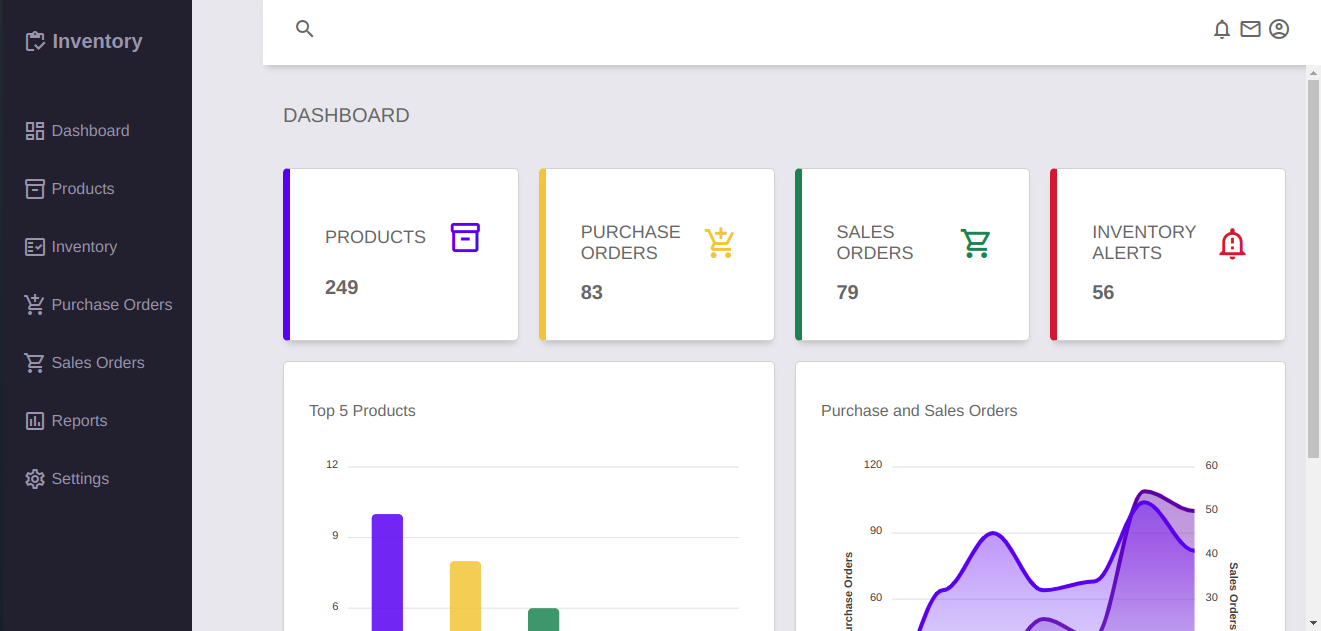 Inventory
Dashboard
Products
Inventory
Purchase Orders
Sales Orders
Reports
Settings
DASHBOARD
PRODUCTS
249
PURCHASE
ORDERS
83
SALES
ORDERS
79
INVENTORY
ALERTS
56
Top 5 Products
12
9
6
Purchase and Sales Orders
120
90
60
Orders
60
50
40
30
Sales Orders